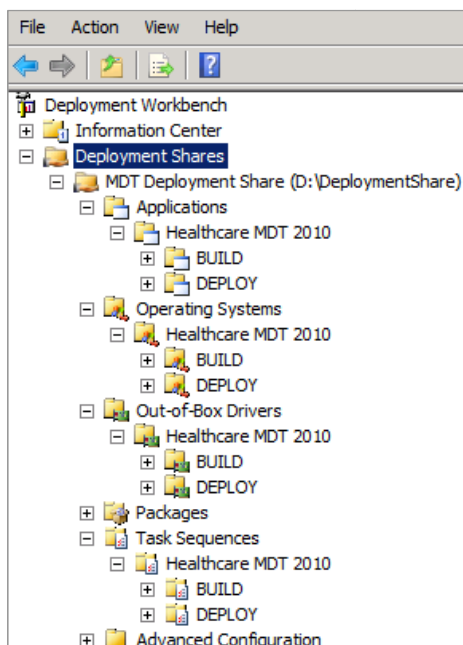 File Action View Help
Deployment Workbench
Information Center
Deployment Shares
MDT Deployment Share (D:\DeploymentShare)
Applications
Healthcare MDT 2010
BUILD
DEPLOY
Operating Systems
Healthcare MDT 2010
BUILD
DEPLOY
Out-of-Box Drivers
Healthcare MDT 2010
BUILD
DEPLOY
Packages
Task Sequences
Healthcare MDT 2010
BUILD
DEPLOY
Advanced Configuration